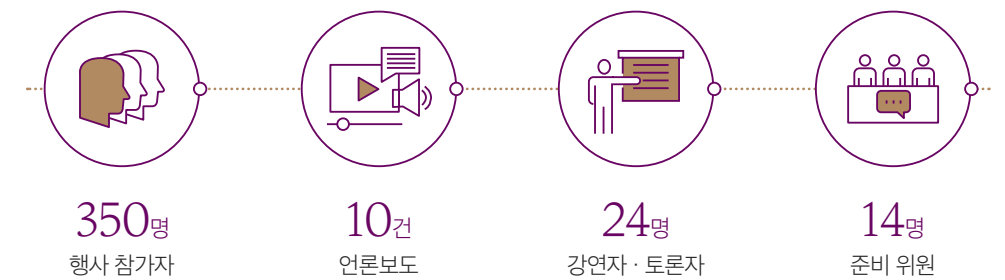 350명
행사 참가자
10건
언론보도
24명
강연자 · 토론자
14명
준비 위원